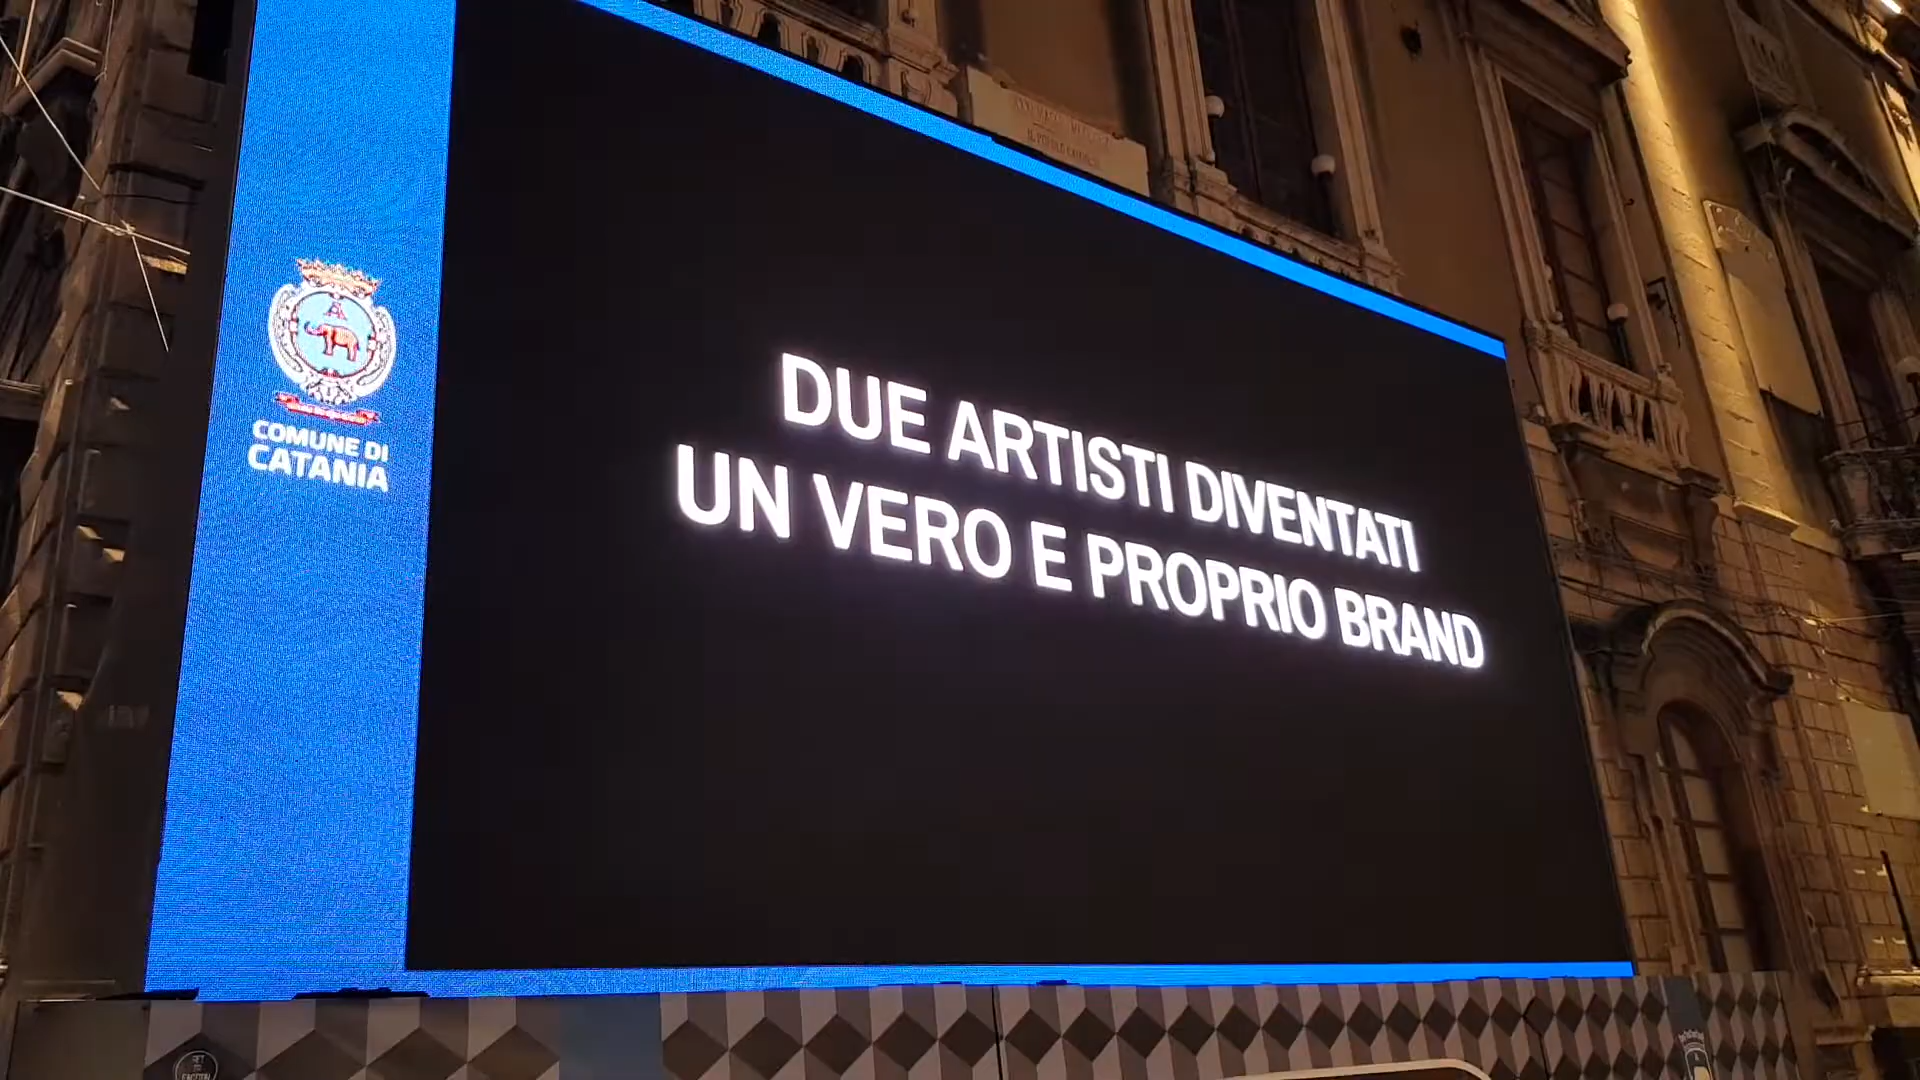 COMUNE DI
CATANIA
DUE ARTISTI DIVENTATI
UN VERO E PROPRIO BRAND